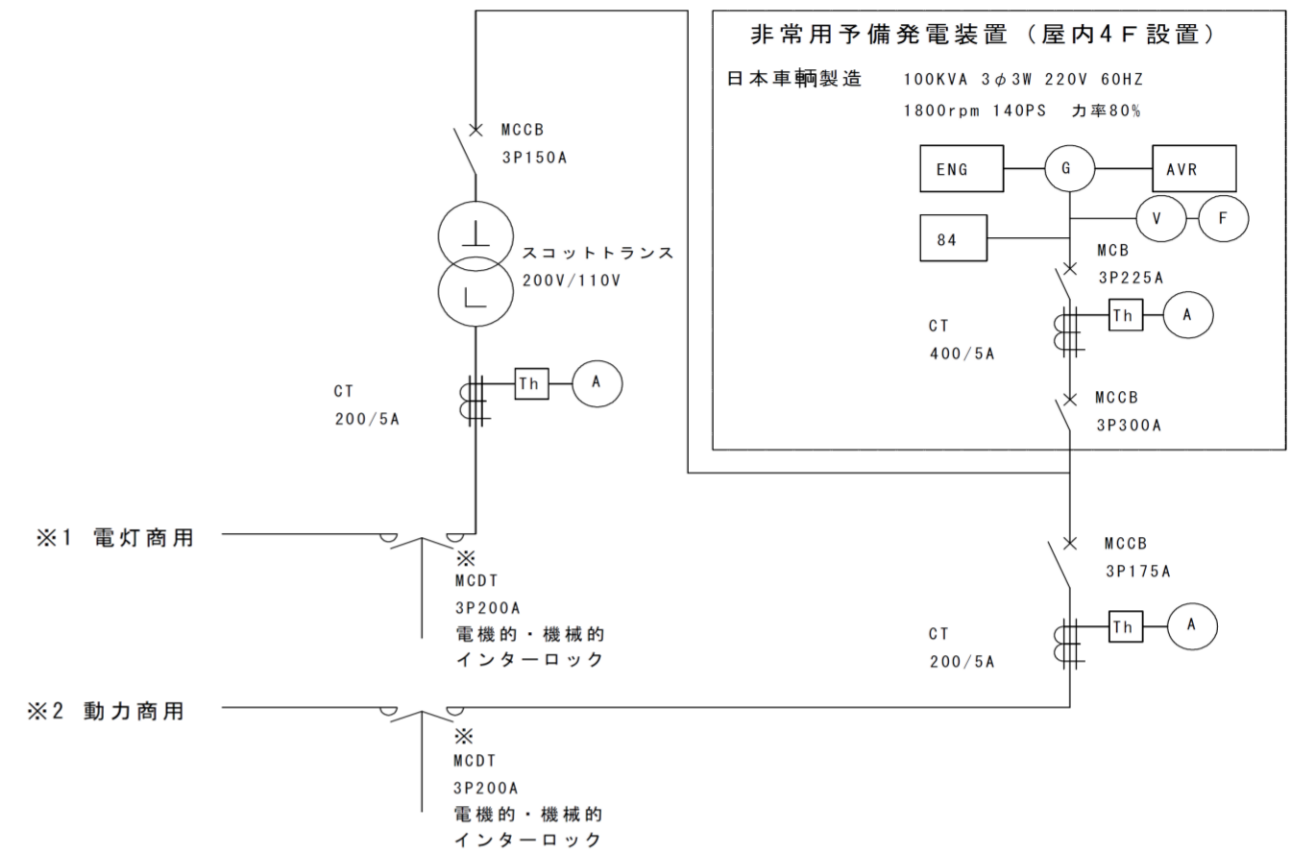 非常用予備発電装置（屋内4F設置）
日本車輌製造 100KVA 3φ3W 220V 60HZ
1800rpm 140PS 力率80%
ENG
G
AVR
84
V
F
MCB
3P225A
CT
400/5A
Th
A
MCCB
3P300A
MCCB
3P150A
スコットトランス
200V/110V
CT
200/5A
Th
A
※1 電灯商用
※
MCDT
3P200A
電機的・機械的
インターロック
MCCB
3P175A
CT
200/5A
Th
A
※2 動力商用
※
MCDT
3P200A
電機的・機械的
インターロック